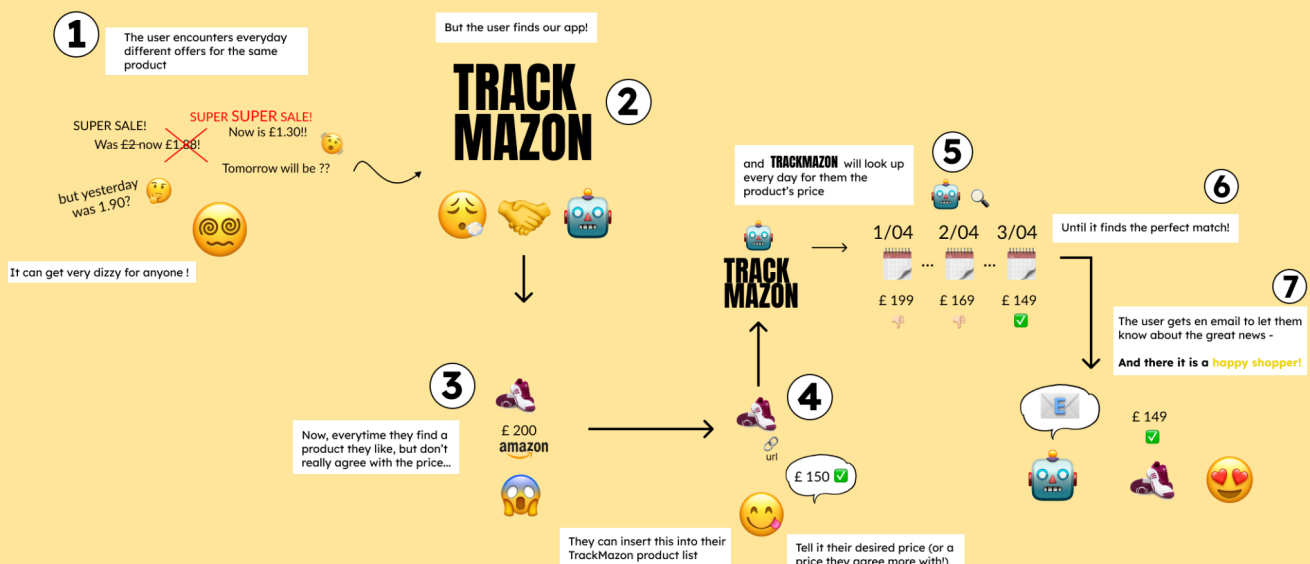 1
The user encounters everyday
different offers for the same
product
SUPER SALE!
Was £2 now £1.88!
SUPER SUPER SALE!
Now is £1.30!!
Tomorrow will be ??
but yesterday
was 1.90?
It can get very dizzy for anyone !
But the user finds our app!
TRACK
MAZON
2
3
Now, everytime they find a
product they like, but don't
really agree with the price...
£ 200
amazon
4
url
£ 150
They can insert this into their
TrackMazon product list
Tell it their desired price (or a
price they agree more with!)
TRACK
MAZON
5
and TRACKMAZON will look up
every day for them the
product's price
1/04 2/04 3/04
... ...
£ 199 £ 169 £ 149
6
Until it finds the perfect match!
7
The user gets en email to let them
know about the great news -
And there it is a happy shopper!
E
£ 149